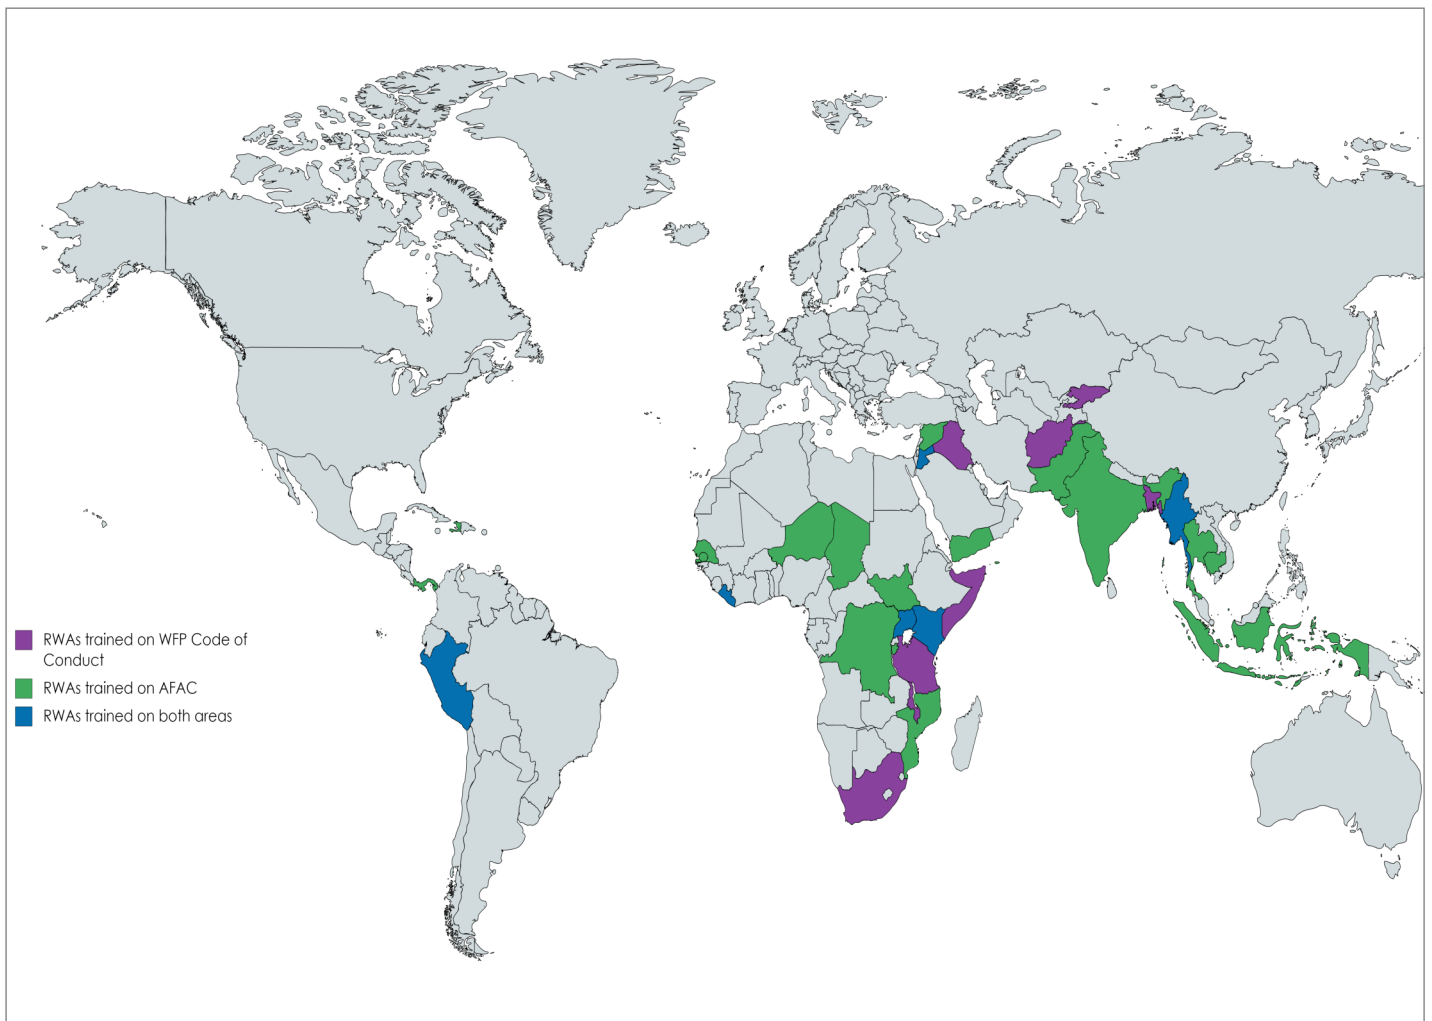 RWAs trained on WFP Code of
Conduct
RWAs trained on AFAC
RWAs trained on both areas